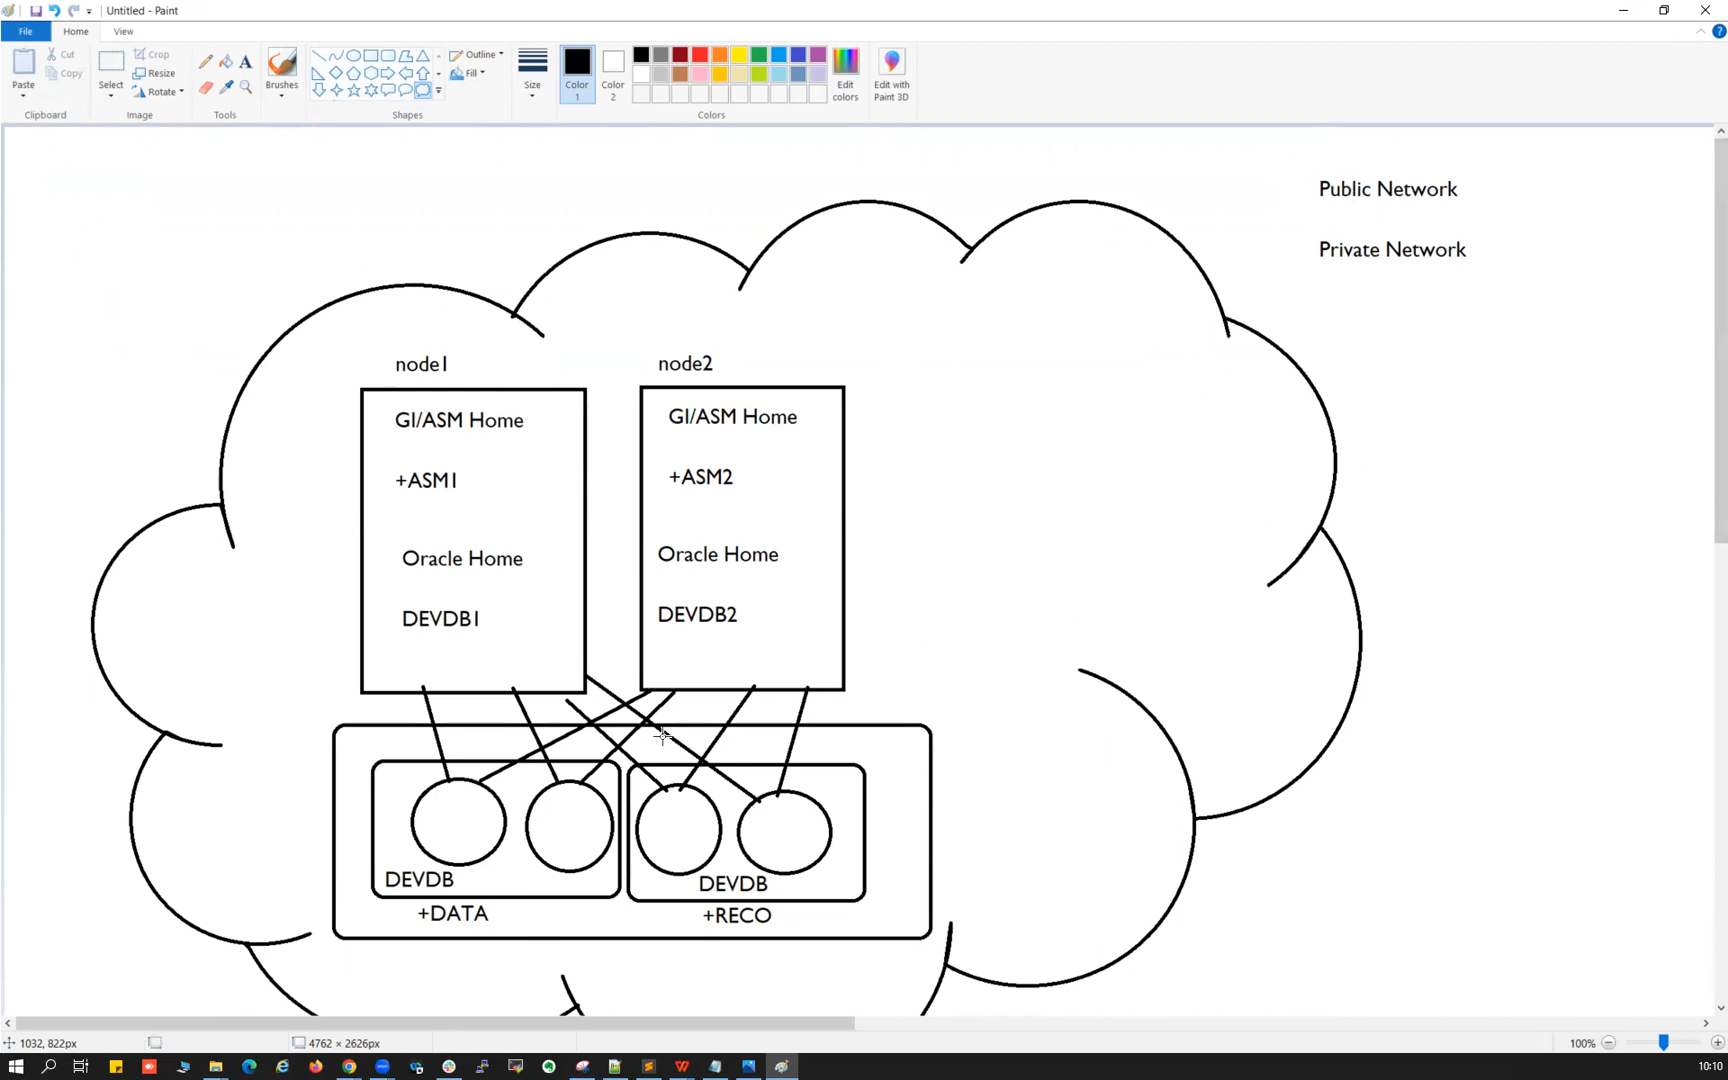 Untitled - Paint
File
Home
View
Cut
Copy
Paste
Clipboard
Crop
Resize
Rotate
Select
Image
Tools
Brushes
Outline
Fill
Shapes
Size
Color
1
Color
2
Edit
colors
Edit with
Paint 3D
Colors
Public Network
Private Network
node1
node2
GI/ASM Home
GI/ASM Home
+ASM1
+ASM2
Oracle Home
Oracle Home
DEVDB1
DEVDB2
DEVDB
DEVDB
+DATA
+RECO
1032, 822px
4762 × 2626px
100%
10:10